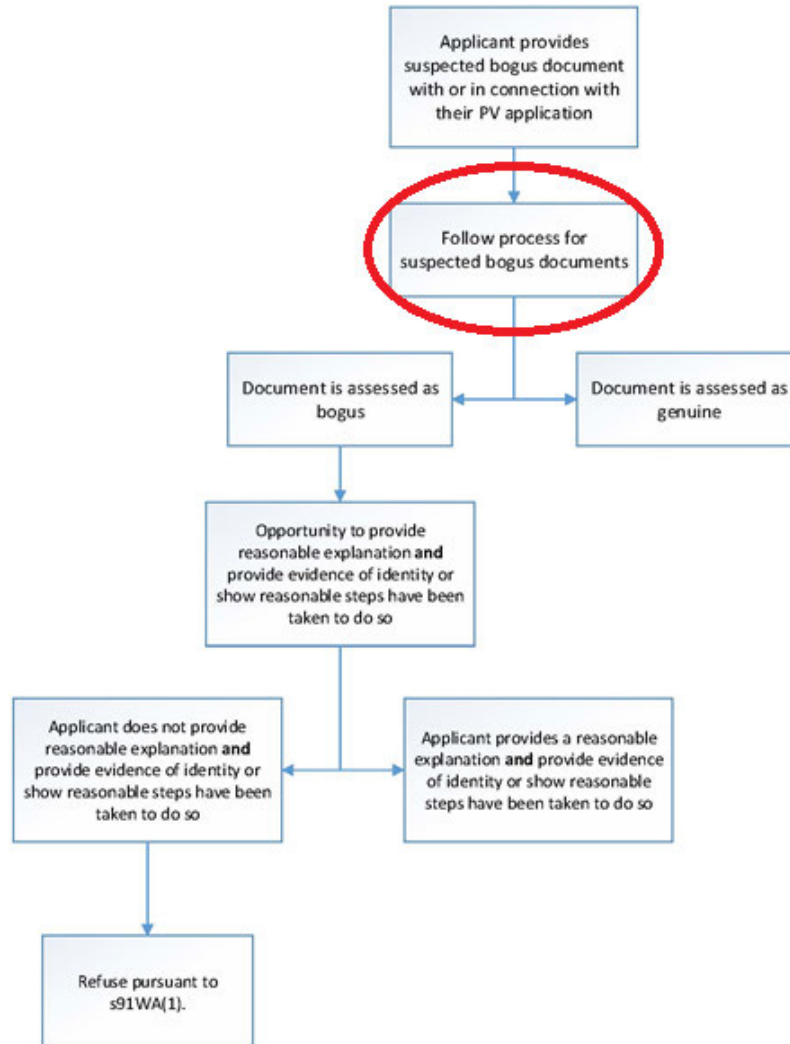 Applicant provides
suspected bogus document
with or in connection with
their PV application
Follow process for
suspected bogus documents
Document is assessed as
bogus
Document is assessed as
genuine
Opportunity to provide
reasonable explanation and
provide evidence of identity or
show reasonable steps have been
taken to do so
Applicant does not provide
reasonable explanation and
provide evidence of identity or
show reasonable steps have been
taken to do so
Applicant provides a reasonable
explanation and provide evidence
of identity or show reasonable
steps have been taken to do so
Refuse pursuant to
s91WA(1).